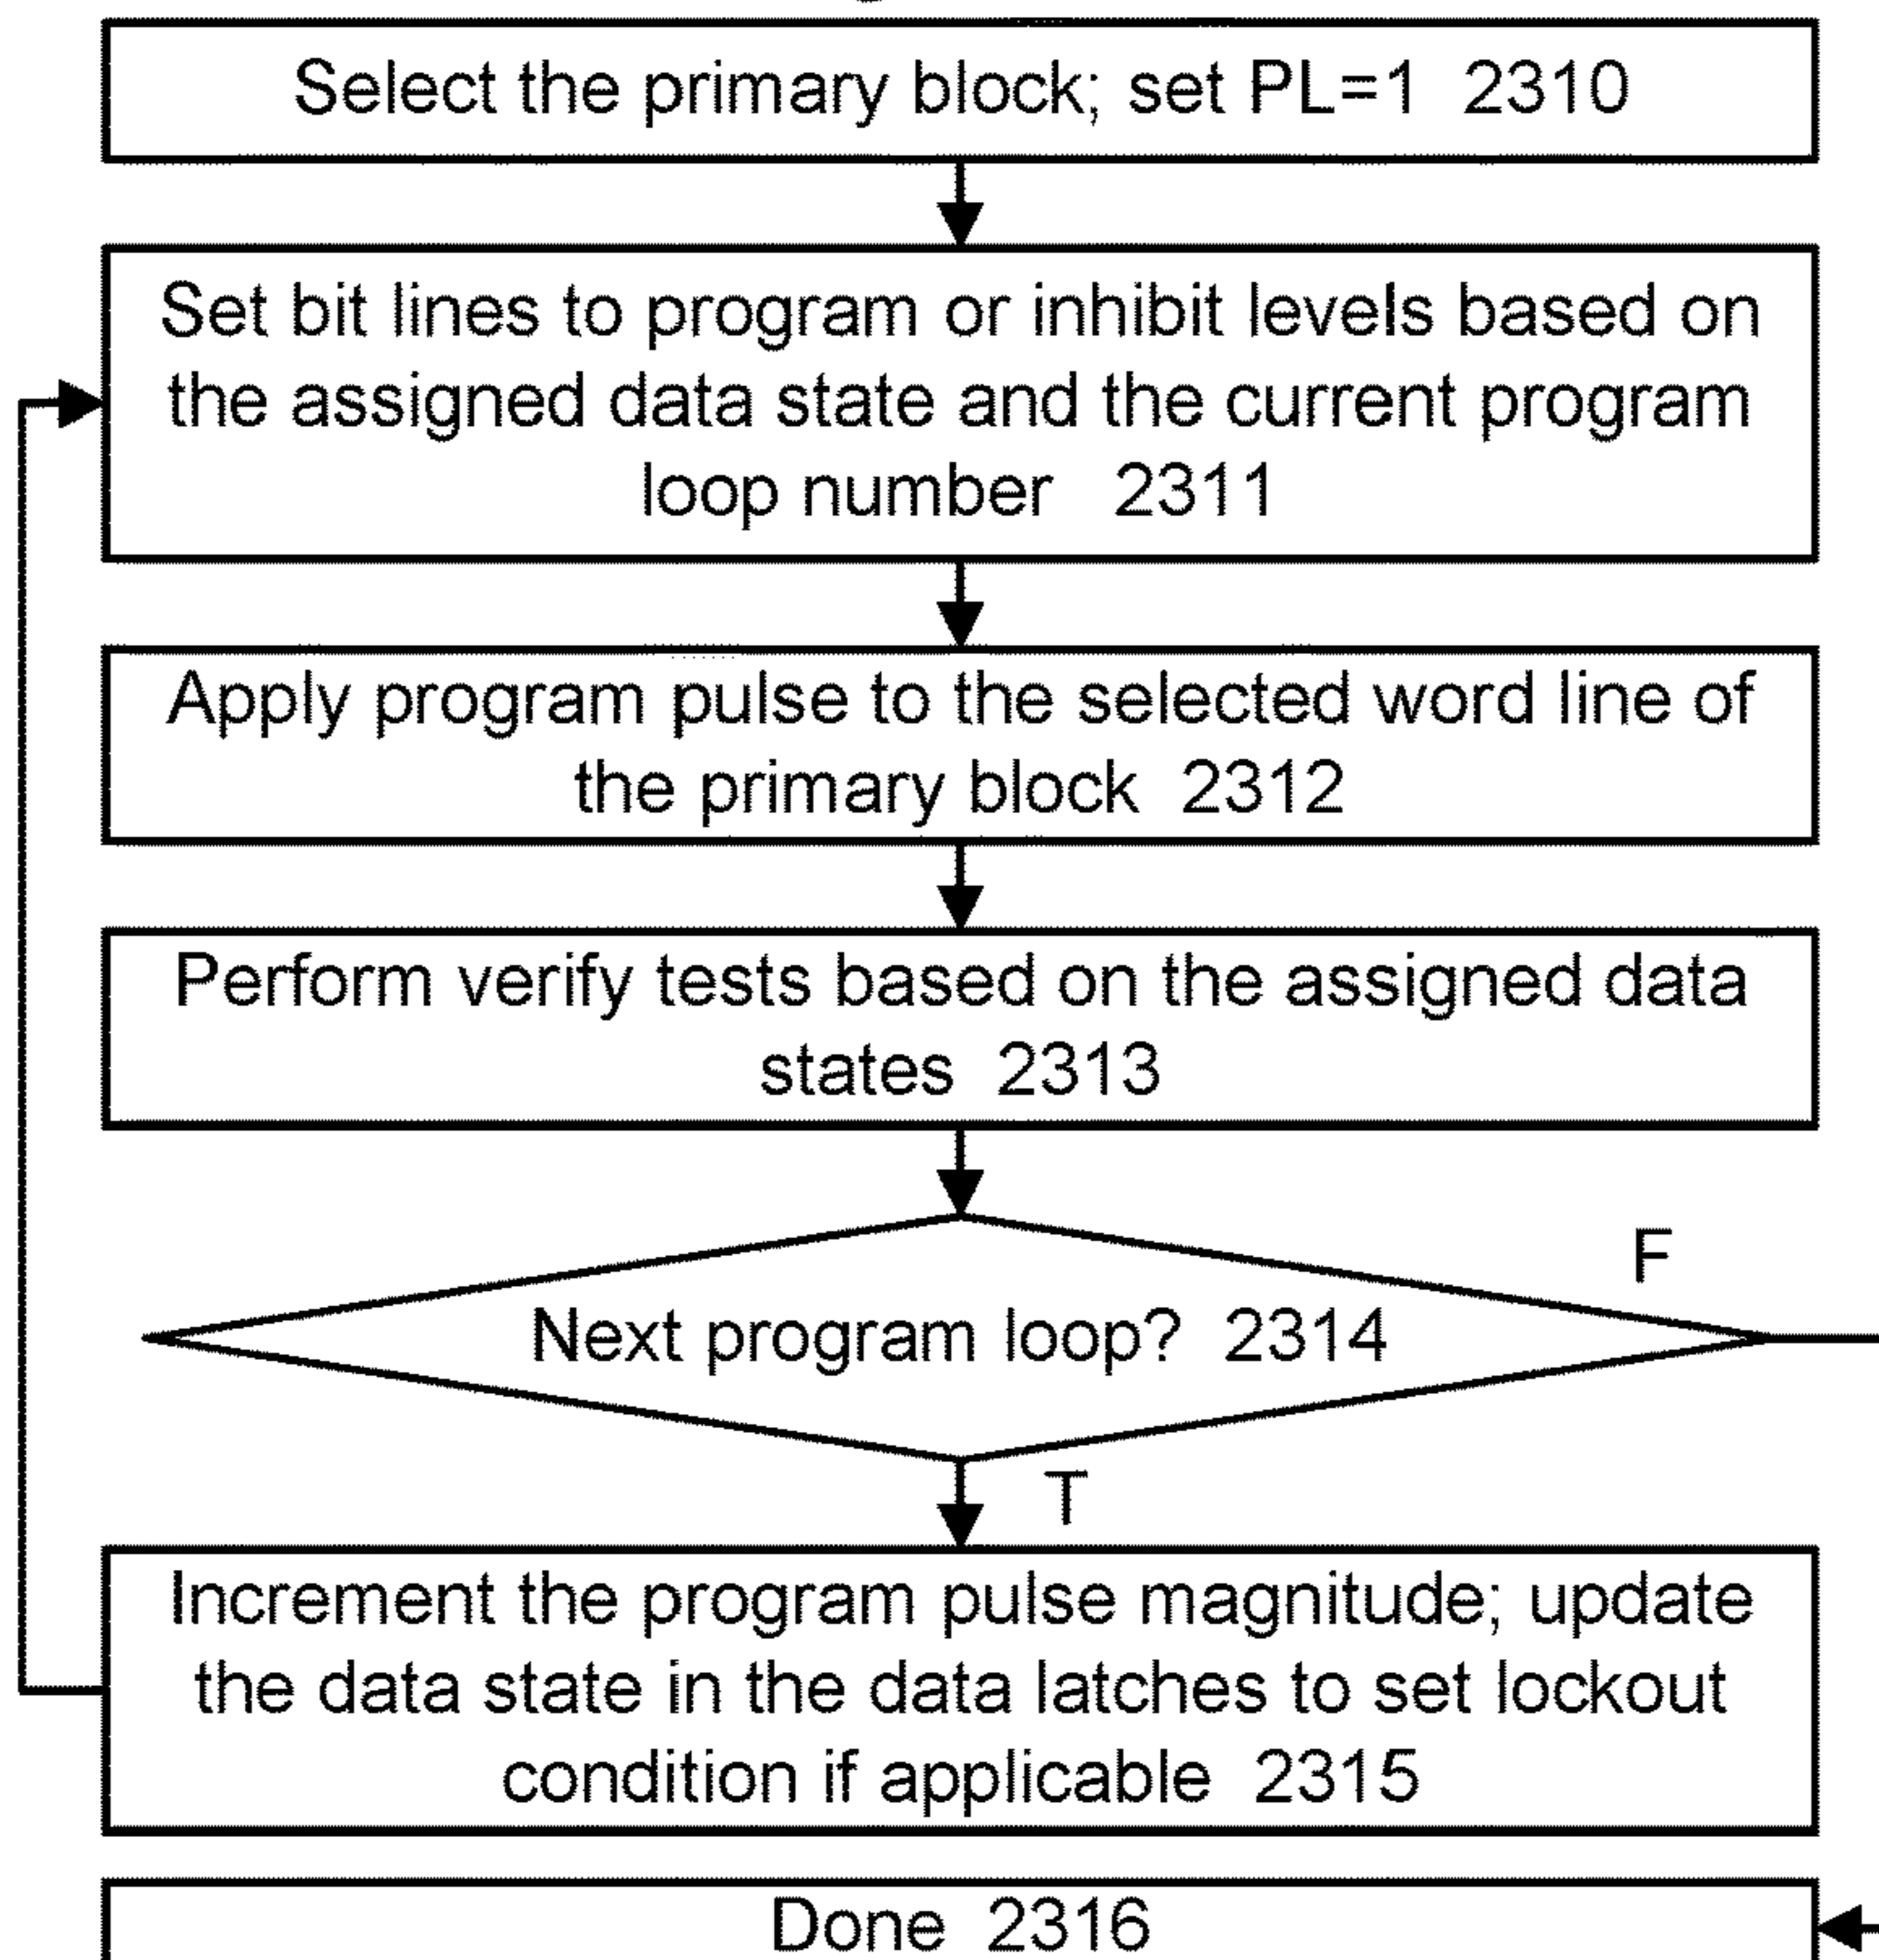 Select the primary block; set PL=1 2310
Set bit lines to program or inhibit levels based on
the assigned data state and the current program
loop number 2311
Apply program pulse to the selected word line of
the primary block 2312
Perform verify tests based on the assigned data
states 2313
F
Next program loop? 2314
T
Increment the program pulse magnitude; update
the data state in the data latches to set lockout
condition if applicable 2315
Done 2316